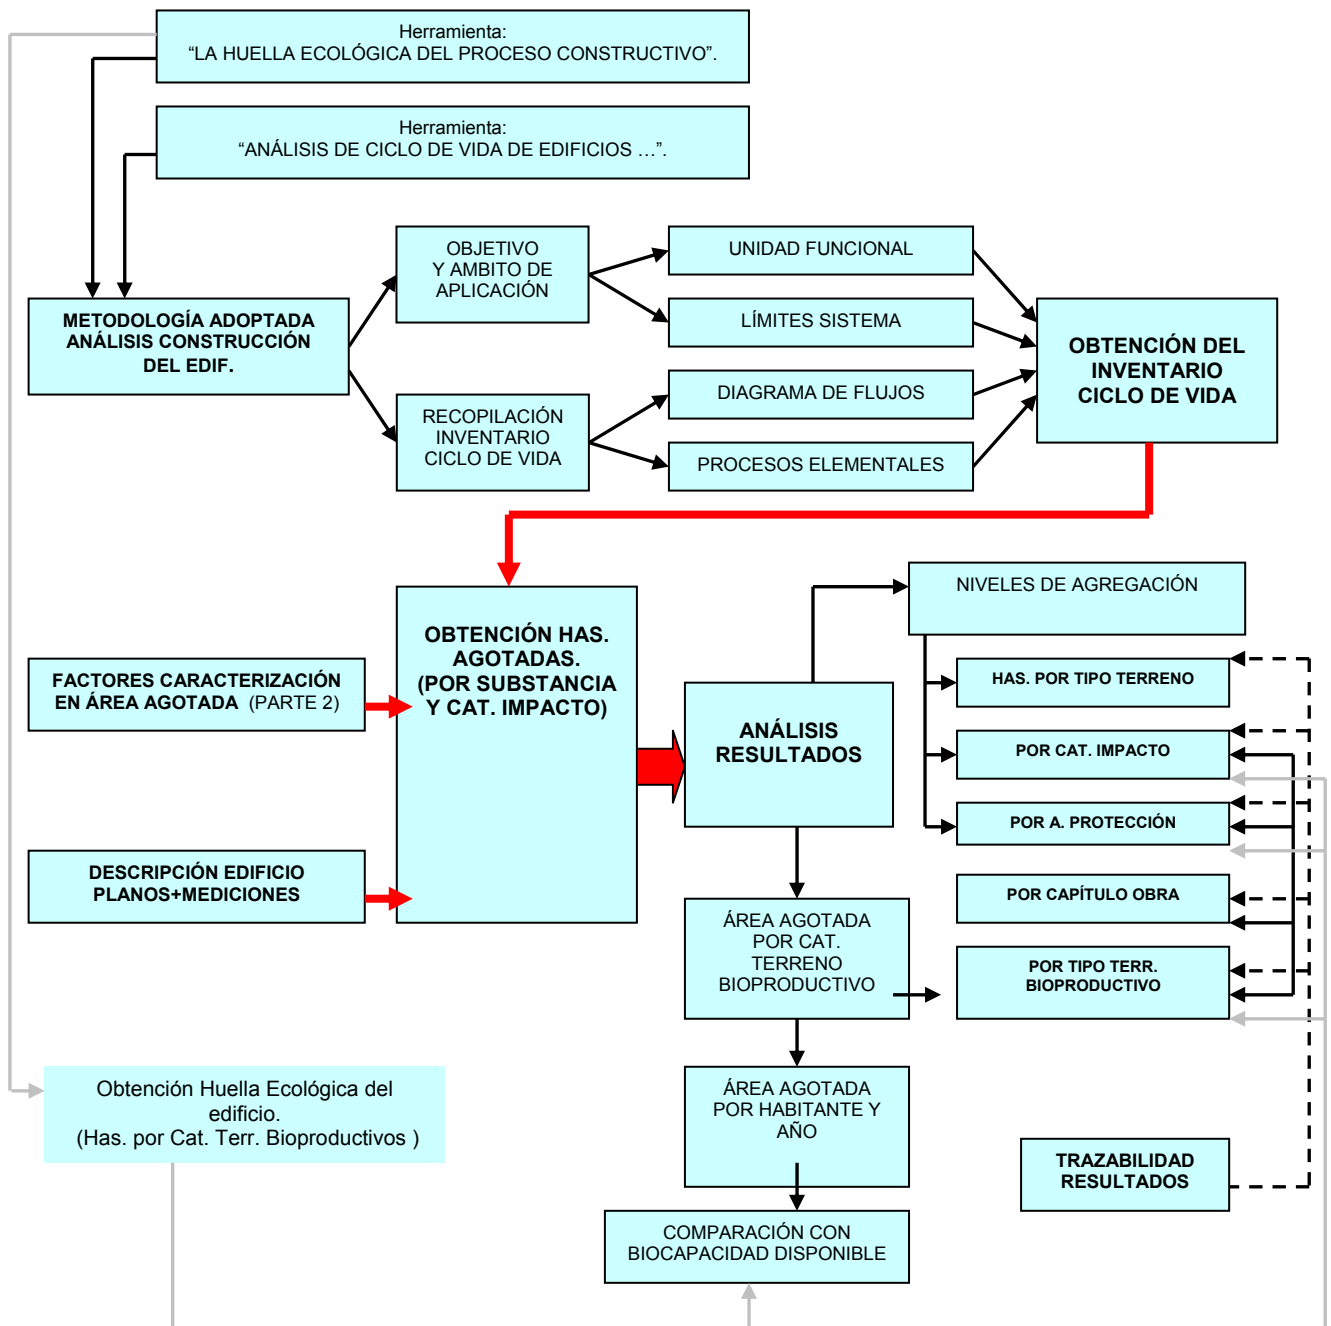 Herramienta:
“LA HUELLA ECOLÓGICA DEL PROCESO CONSTRUCTIVO”.
Herramienta:
“ANÁLISIS DE CICLO DE VIDA DE EDIFICIOS …”.
OBJETIVO
Y AMBITO DE
APLICACIÓN
UNIDAD FUNCIONAL
LÍMITES SISTEMA
METODOLOGÍA ADOPTADA
ANÁLISIS CONSTRUCCIÓN
DEL EDIF.
OBTENCIÓN DEL
INVENTARIO
CICLO DE VIDA
RECOPILACIÓN
INVENTARIO
CICLO DE VIDA
DIAGRAMA DE FLUJOS
PROCESOS ELEMENTALES
NIVELES DE AGREGACIÓN
OBTENCIÓN HAS.
AGOTADAS.
(POR SUBSTANCIA
Y CAT. IMPACTO)
FACTORES CARACTERIZACIÓN
EN ÁREA AGOTADA (PARTE 2)
HAS. POR TIPO TERRENO
ANÁLISIS
RESULTADOS
POR CAT. IMPACTO
POR A. PROTECCIÓN
DESCRIPCIÓN EDIFICIO
PLANOS+MEDICIONES
POR CAPÍTULO OBRA
ÁREA AGOTADA
POR CAT.
TERRENO
BIOPRODUCTIVO
POR TIPO TERR.
BIOPRODUCTIVO
Obtención Huella Ecológica del
edificio.
(Has. por Cat. Terr. Bioproductivos )
ÁREA AGOTADA
POR HABITANTE Y
AÑO
TRAZABILIDAD
RESULTADOS
COMPARACIÓN CON
BIOCAPACIDAD DISPONIBLE